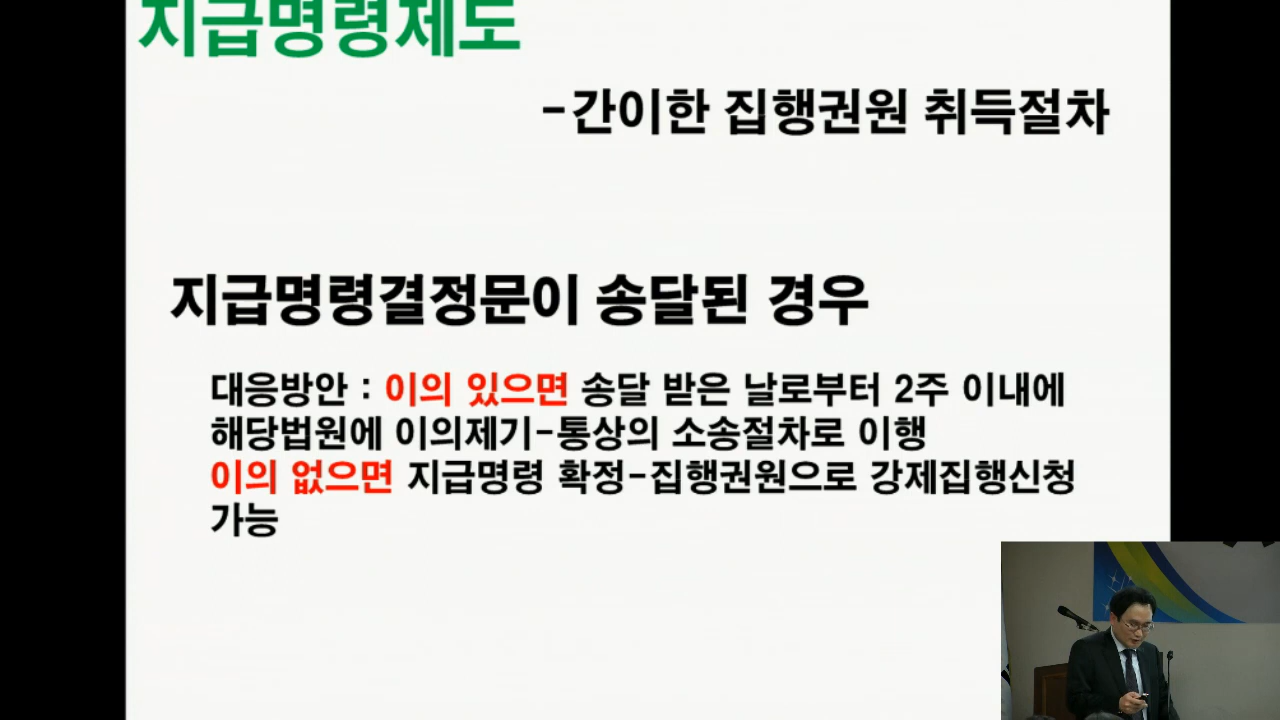 지급명령제도
-간이한 집행권원 취득절차
지급명령결정문이 송달된 경우
대응방안 : 이의 있으면 송달 받은 날로부터 2주 이내에
해당법원에 이의제기-통상의 소송절차로 이행
이의 없으면 지급명령 확정-집행권원으로 강제집행신청
가능